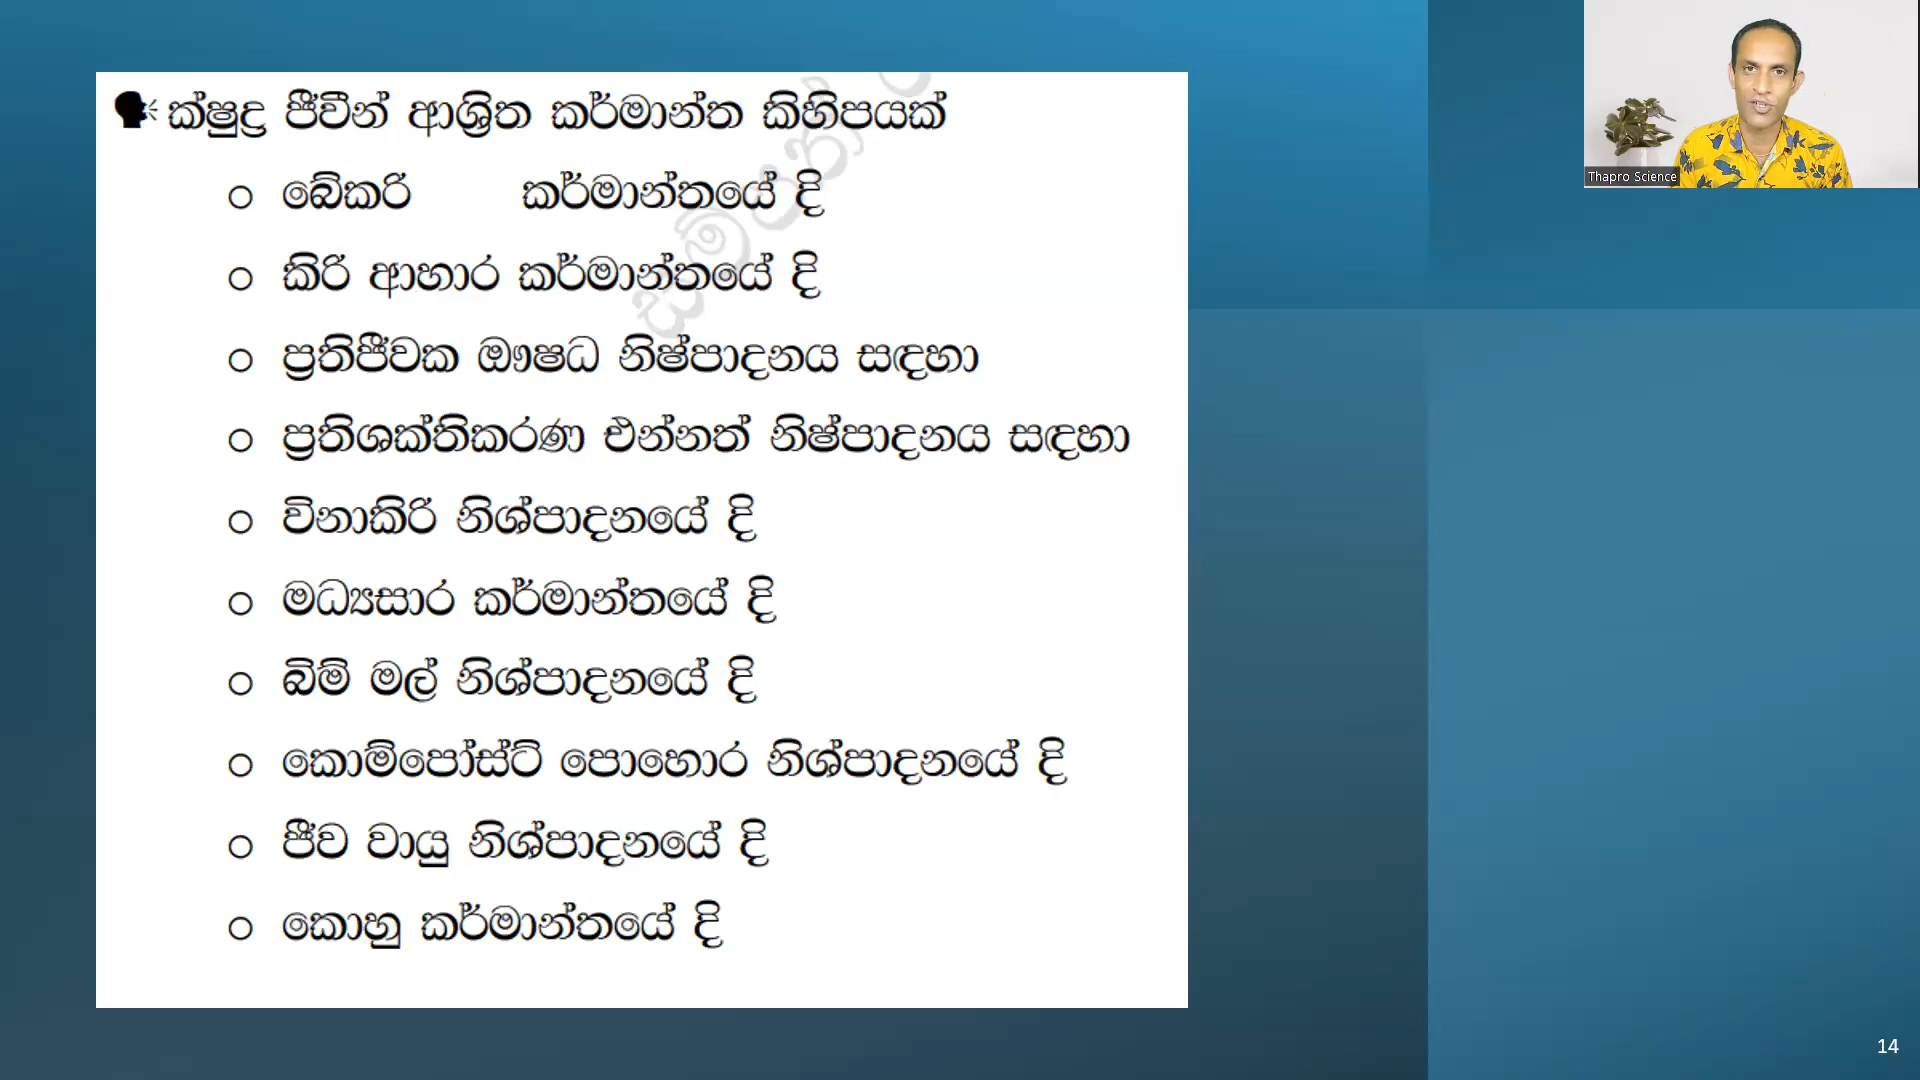 ක්ෂුද්‍ර ජීවීන් ආශ්‍රිත කර්මාන්ත කිහිපයක්
o බේකරි කර්මාන්තයේ දි
o කිරි ආහාර කර්මාන්තයේ දි
o ප්‍රතිජීවක ඖෂධ නිෂ්පාදනය සඳහා
o ප්‍රතිශක්තිකරණ එන්නත් නිෂ්පාදනය සඳහා
o විනාකිරි නිශ්පාදනයේ දි
o මධ්‍යසාර කර්මාන්තයේ දි
o බිම් මල් නිශ්පාදනයේ දි
o කොම්පෝස්ට් පොහොර නිශ්පාදනයේ දි
o ජීව වායු නිශ්පාදනයේ දි
o කොහු කර්මාන්තයේ දි
Thapro Science
14